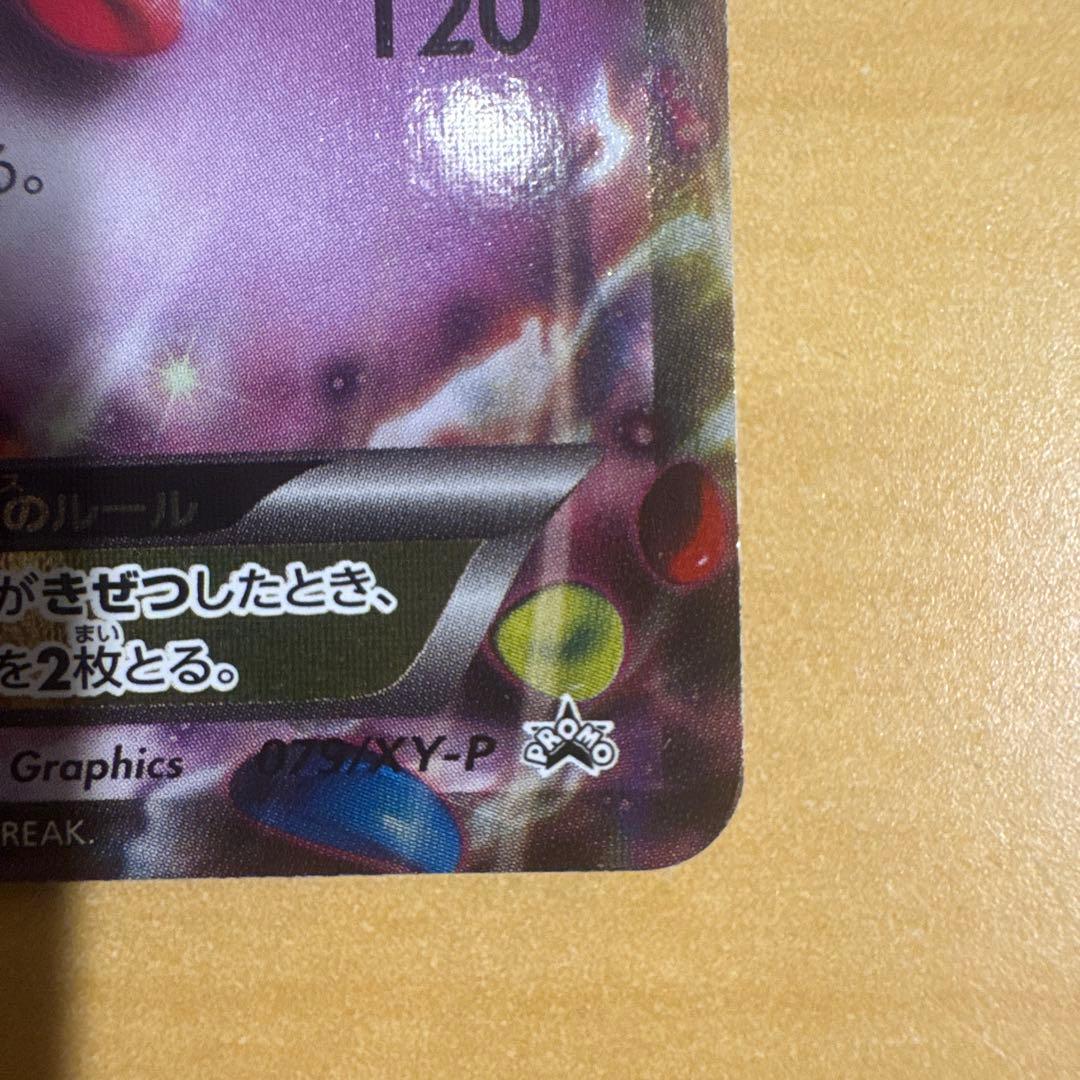 120
る。
のルール
がきぜつしたとき、
を2枚とる。
まい
Graphics 079/XY-P PROMO
REAK.